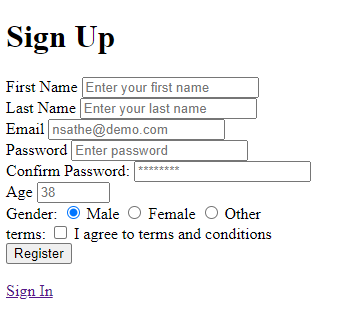 Sign Up
First Name Enter your first name
Last Name Enter your last name
Email nsathe@demo.com
Password Enter password
Confirm Password: ********
Age 38
Gender: Male Female Other
terms: I agree to terms and conditions
Register
Sign In